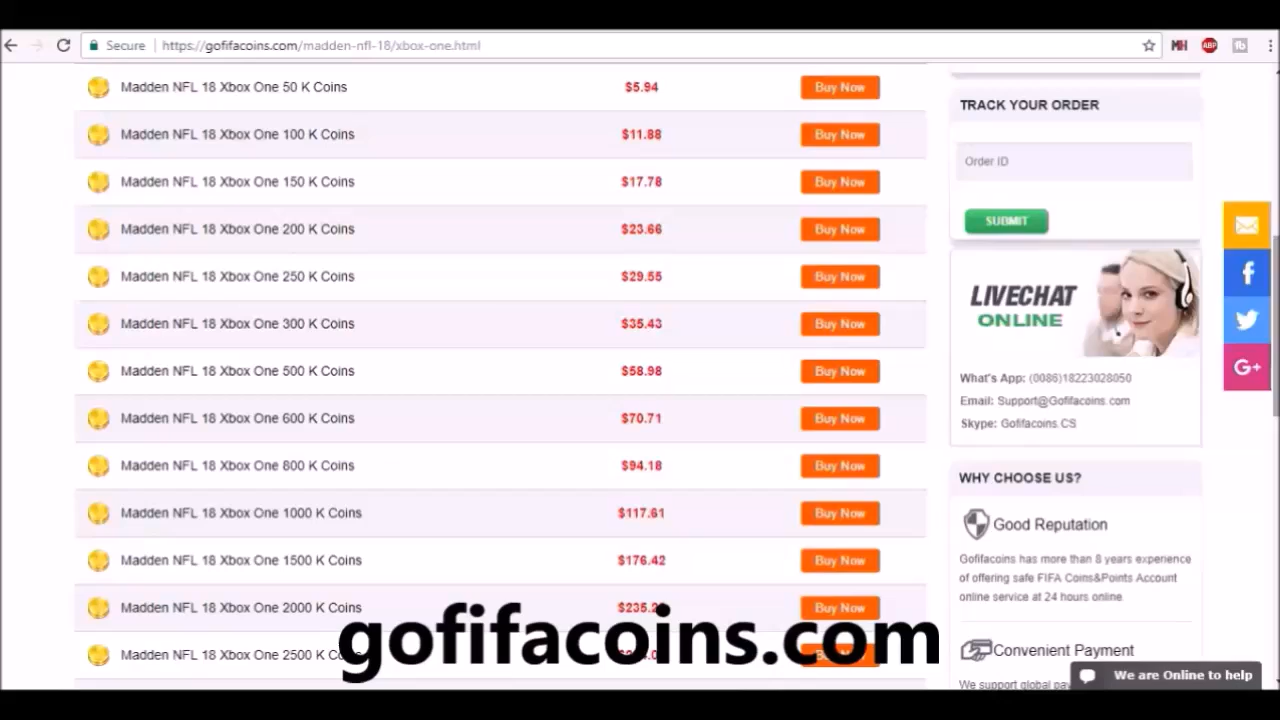 Secure | https://gofifacoins.com/madden-nfl-18/xbox-one.html
MH
ABP
Madden NFL 18 Xbox One 50 K Coins $5.94 Buy Now
Madden NFL 18 Xbox One 100 K Coins $11.88 Buy Now
Madden NFL 18 Xbox One 150 K Coins $17.78 Buy Now
Madden NFL 18 Xbox One 200 K Coins $23.66 Buy Now
Madden NFL 18 Xbox One 250 K Coins $29.55 Buy Now
Madden NFL 18 Xbox One 300 K Coins $35.43 Buy Now
Madden NFL 18 Xbox One 500 K Coins $58.98 Buy Now
Madden NFL 18 Xbox One 600 K Coins $70.71 Buy Now
Madden NFL 18 Xbox One 800 K Coins $94.18 Buy Now
Madden NFL 18 Xbox One 1000 K Coins $117.61 Buy Now
Madden NFL 18 Xbox One 1500 K Coins $176.42 Buy Now
Madden NFL 18 Xbox One 2000 K Coins Buy Now
Madden NFL 18 Xbox One 2500 K
gofifacoins.com
TRACK YOUR ORDER
Order ID
SUBMIT
LIVECHAT
ONLINE
What's App: (0086)18223028050
Email: Support@Gofifacoins.com
Skype: Gofifacoins.CS
WHY CHOOSE US?
Good Reputation
Gofifacoins has more than 8 years experience
of offering safe FIFA Coins&Points Account
online service at 24 hours online
Convenient Payment
We support global
We are Online to help
G+